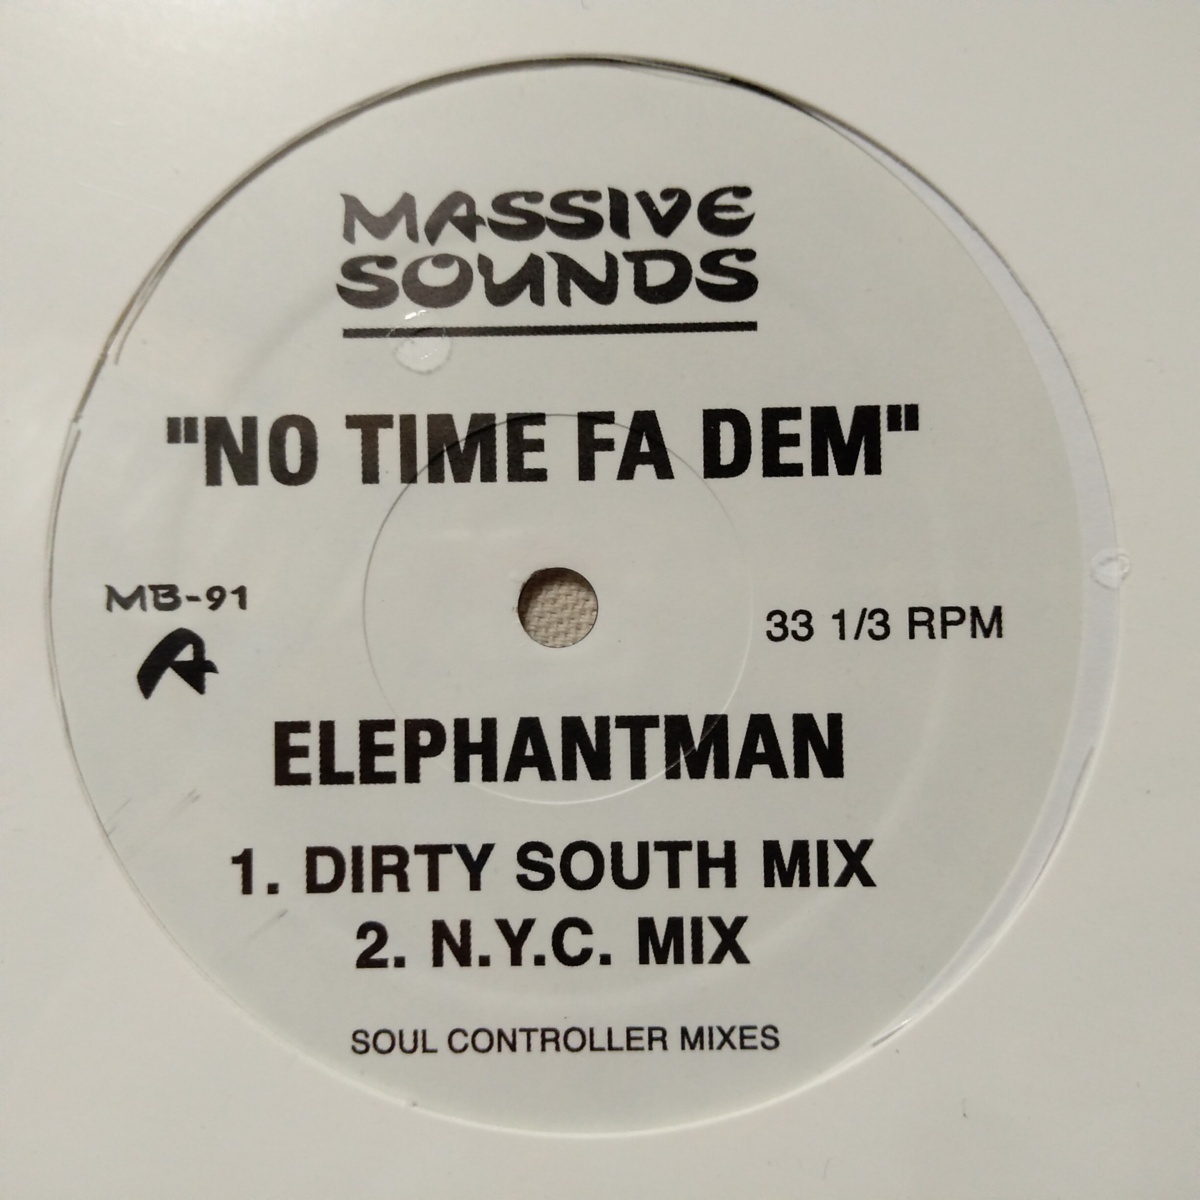 MASSIVE
SOUNDS
"NO TIME FA DEM"
MB-91
A
33 1/3 RPM
ELEPHANTMAN
1. DIRTY SOUTH MIX
2. N.Y.C. MIX
SOUL CONTROLLER MIXES